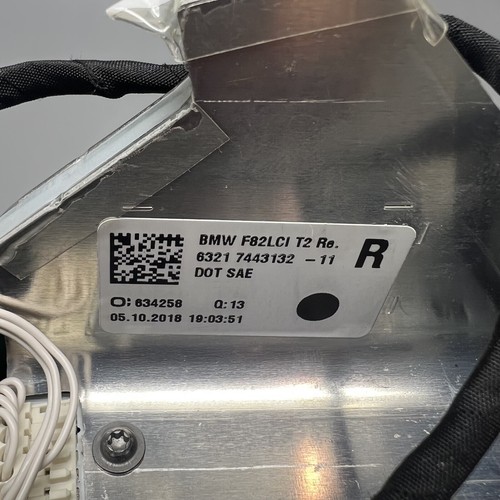 BMW F82LCI T2 Re.
6321 7443132 -11
R
DOT SAE
O: 634258 Q: 13
05.10.2018 19:03:51